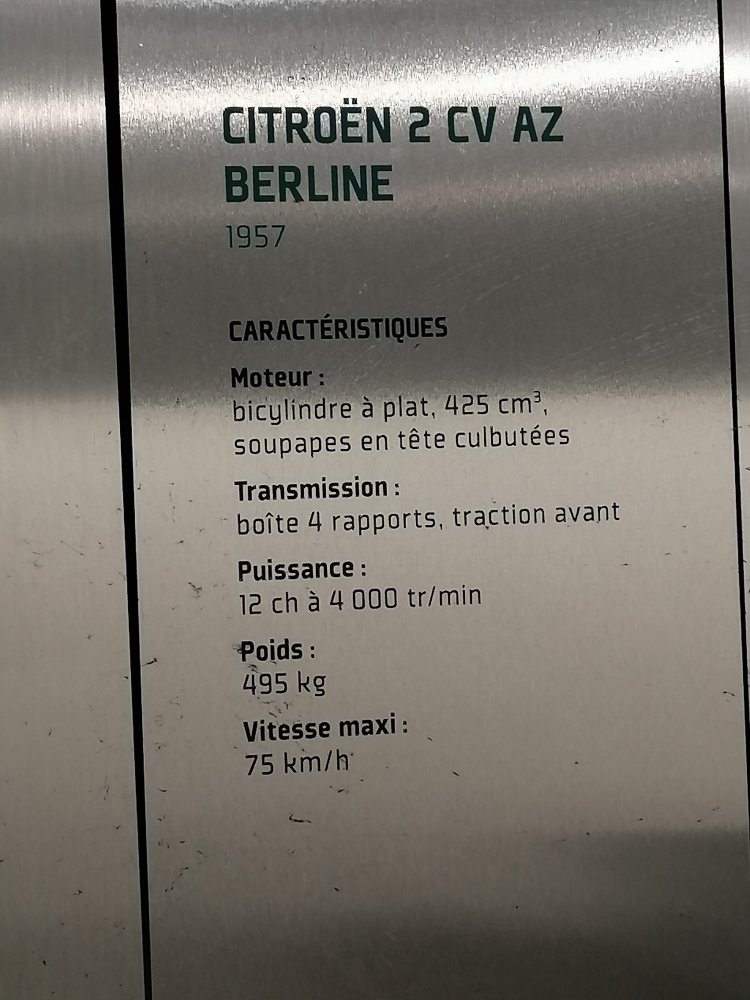 CITROËN 2 CV AZ
BERLINE
1957
CARACTÉRISTIQUES
Moteur :
bicylindre à plat, 425 cm³,
soupapes en tête culbutées
Transmission :
boîte 4 rapports, traction avant
Puissance :
12 ch à 4 000 tr/min
Poids :
495 kg
Vitesse maxi :
75 km/h